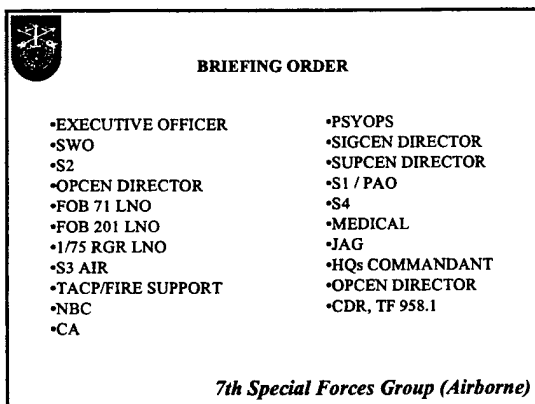 BRIEFING ORDER
•EXECUTIVE OFFICER
•SWO
•S2
•OPCEN DIRECTOR
•FOB 71 LNO
•FOB 201 LNO
•1/75 RGR LNO
•S3 AIR
•TACP/FIRE SUPPORT
•NBC
•CA
•PSYOPS
•SIGCEN DIRECTOR
•SUPCEN DIRECTOR
•S1 / PAO
•S4
•MEDICAL
•JAG
•HQs COMMANDANT
•OPCEN DIRECTOR
•CDR, TF 958.1
7th Special Forces Group (Airborne)